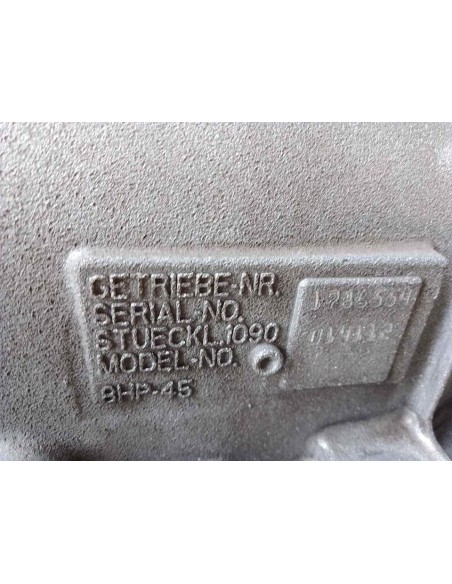 GETRIEBE-NR.
SERIAL-NO.
STUECKL.1090
MODEL-NO.
8HP-45